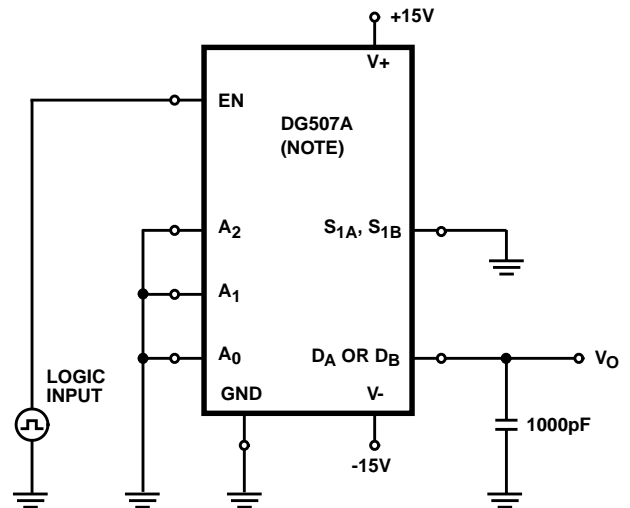 +15V
V+
EN
DG507A
(NOTE)
A2
S1A, S1B
A1
A0
DA OR DB
VO
LOGIC
INPUT
GND
V-
1000pF
-15V